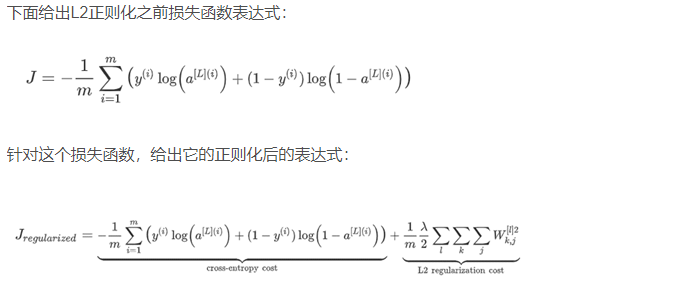 下面给出L2正则化之前损失函数表达式：
J = -\frac{1}{m} \sum_{i=1}^{m} \left( y^{(i)} \log\left(a^{[L](i)}\right) + (1 - y^{(i)}) \log\left(1 - a^{[L](i)}\right) \right)
针对这个损失函数，给出它的正则化后的表达式：
J_{regularized} = \underbrace{-\frac{1}{m} \sum_{i=1}^{m} \left( y^{(i)} \log\left(a^{[L](i)}\right) + (1 - y^{(i)}) \log\left(1 - a^{[L](i)}\right) \right)}_{\text{cross-entropy cost}} + \underbrace{\frac{1}{m} \frac{\lambda}{2} \sum_{l} \sum_{k} \sum_{j} W_{k,j}^{[l]2}}_{\text{L2 regularization cost}}